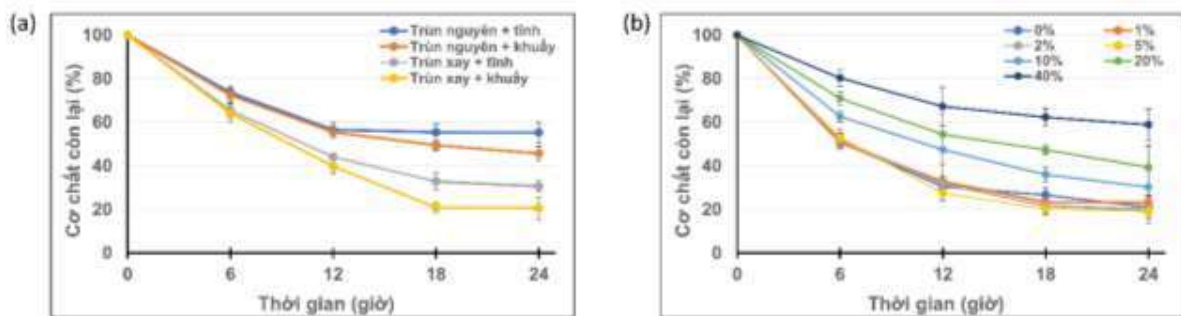 (a)
100
80
60
40
20
0
0 6 12 18 24
Cơ chất còn lại (%)
Thời gian (giờ)
Trùn nguyên + tĩnh
Trùn nguyên + khuấy
Trùn xay + tĩnh
Trùn xay + khuấy
(b)
100
80
60
40
20
0
0 6 12 18 24
Cơ chất còn lại (%)
Thời gian (giờ)
0% 1%
2% 5%
10% 20%
40%